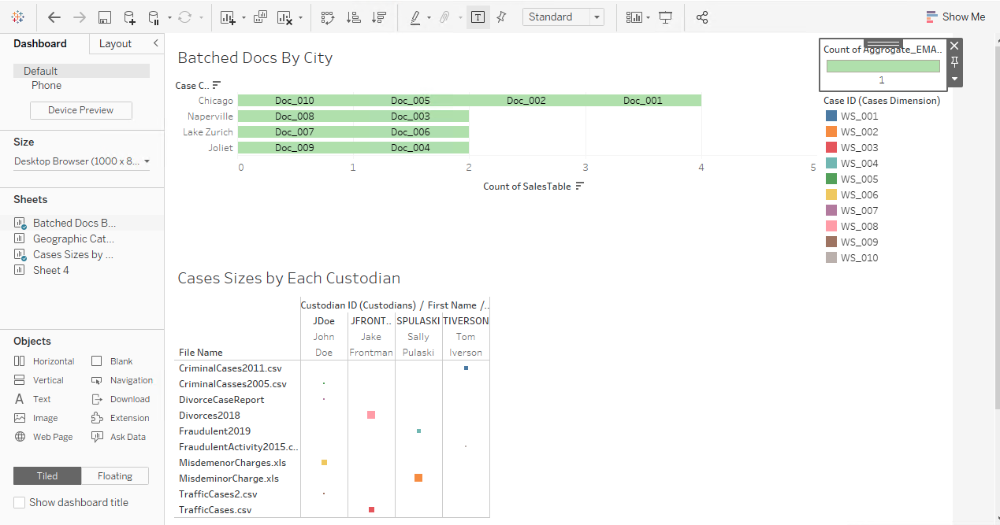 Standard
Show Me
Dashboard
Layout
Default
Phone
Device Preview
Size
Desktop Browser (1000 x 8...
Sheets
Batched Docs B...
Geographic Cat...
Cases Sizes by ...
Sheet 4
Objects
Horizontal Blank
Vertical Navigation
Text Download
Image Extension
Web Page Ask Data
Tiled Floating
Show dashboard title
Batched Docs By City
Case C..
Chicago Doc_010 Doc_005 Doc_002 Doc_001
Naperville Doc_008 Doc_003
Lake Zurich Doc_007 Doc_006
Joliet Doc_009 Doc_004
0 1 2 3 4 5
Count of SalesTable
Cases Sizes by Each Custodian
Custodian ID (Custodians) / First Name /..
JDoe JFRONT.. SPULASKI TIVERSON
John Jake Sally Tom
File Name Doe Frontman Pulaski Iverson
CriminalCases2011.csv
CriminalCasses2005.csv
DivorceCaseReport
Divorces2018
Fraudulent2019
FraudulentActivity2015.c..
MisdemenorCharges.xls
MisdeminorCharge.xls
TrafficCases2.csv
TrafficCases.csv
Count of Aggrogate_EMA..
1
Case ID (Cases Dimension)
WS_001
WS_002
WS_003
WS_004
WS_005
WS_006
WS_007
WS_008
WS_009
WS_010